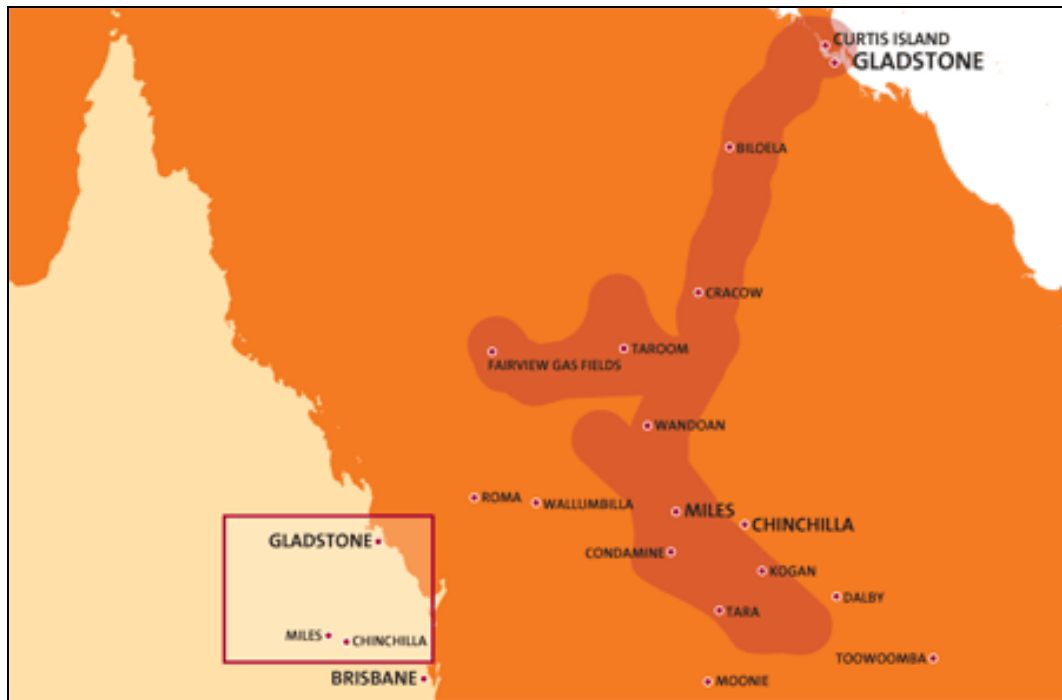 CURTIS ISLAND
GLADSTONE
BILOELA
CRACOW
TAROOM
FAIRVIEW GAS FIELDS
WANDOAN
ROMA
WALLUMBILLA
MILES
CHINCHILLA
GLADSTONE
CONDAMINE
KOGAN
DALBY
TARA
MILES
CHINCHILLA
TOOWOOMBA
BRISBANE
MOONIE